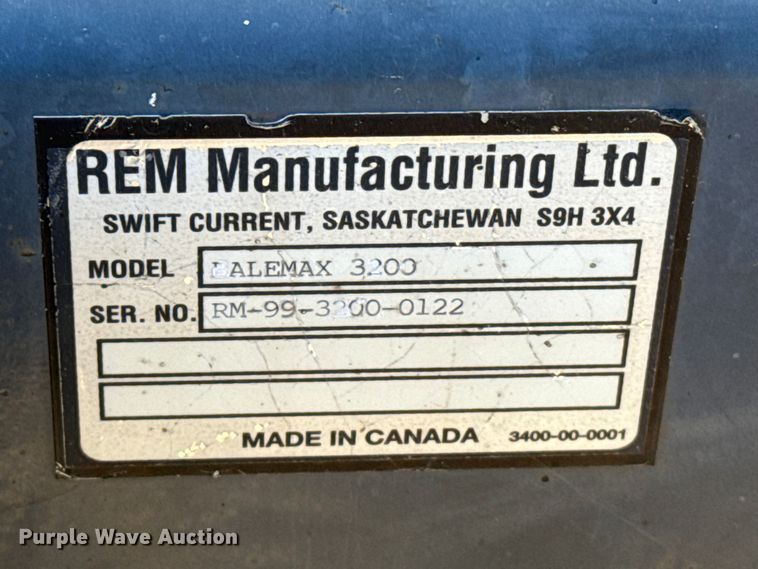 REM Manufacturing Ltd.
SWIFT CURRENT, SASKATCHEWAN S9H 3X4
MODEL BALEMAX 3200
SER. NO. RM-99-3200-0122
MADE IN CANADA 3400-00-0001
Purple Wave Auction